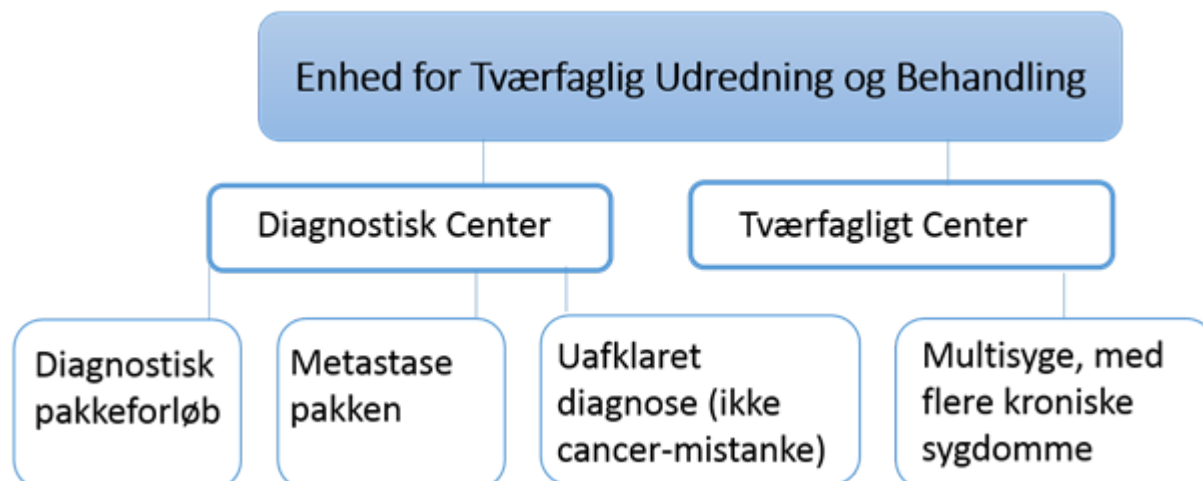 Enhed for Tværfaglig Udredning og Behandling
Diagnostisk Center
Tværfagligt Center
Diagnostisk
pakkeforløb
Metastase
pakken
Uafklaret
diagnose (ikke
cancer-mistanke)
Multisyge, med
flere kroniske
sygdomme